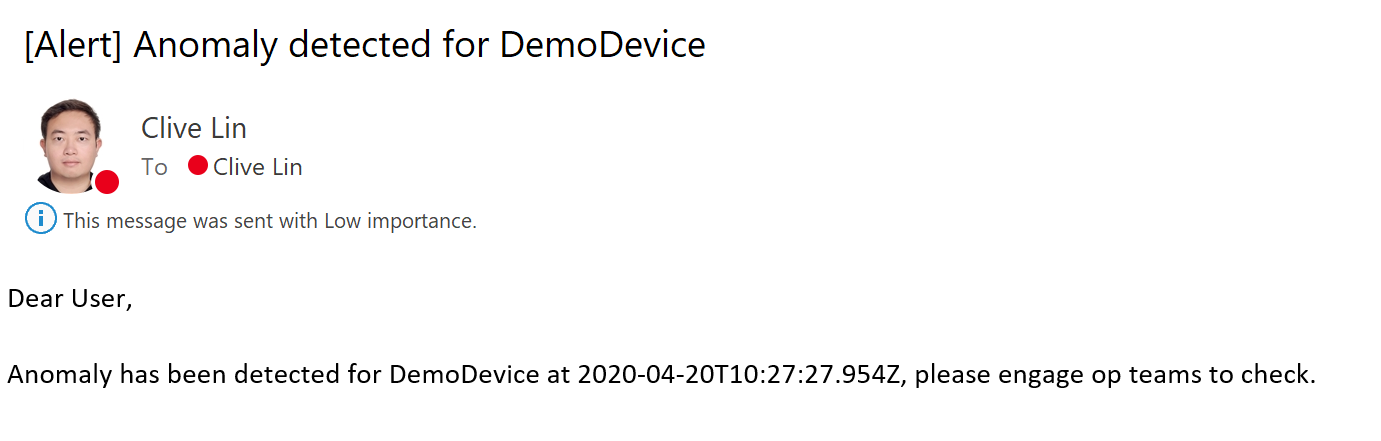 [Alert] Anomaly detected for DemoDevice
Clive Lin
To Clive Lin
This message was sent with Low importance.
Dear User,
Anomaly has been detected for DemoDevice at 2020-04-20T10:27:27.954Z, please engage op teams to check.